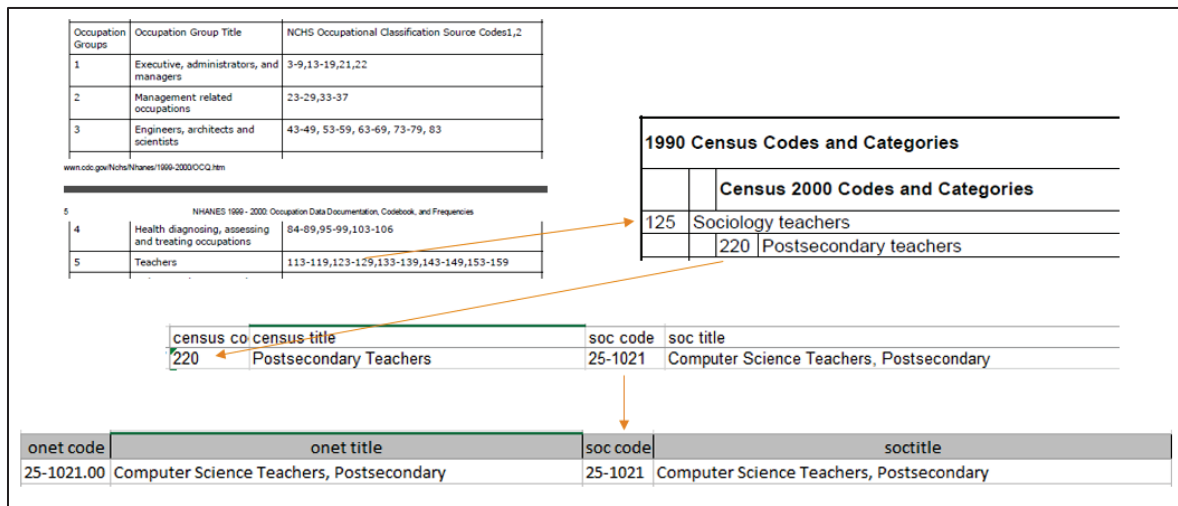 Occupation Groups Occupation Group Title NCHS Occupational Classification Source Codes1,2
1 Executive, administrators, and managers 3-9,13-19,21,22
2 Management related occupations 23-29,33-37
3 Engineers, architects and scientists 43-49, 53-59, 63-69, 73-79, 83
wwn.cdc.gov/Nchs/Nhanes/1999-2000/OCQ.htm
5 NHANES 1999 - 2000: Occupation Data Documentation, Codebook, and Frequencies
4 Health diagnosing, assessing and treating occupations 84-89,95-99,103-106
5 Teachers 113-119,123-129,133-139,143-149,153-159
1990 Census Codes and Categories
Census 2000 Codes and Categories
125 Sociology teachers
220 Postsecondary teachers
census co census title soc code soc title
220 Postsecondary Teachers 25-1021 Computer Science Teachers, Postsecondary
onet code onet title soc code soctitle
25-1021.00 Computer Science Teachers, Postsecondary 25-1021 Computer Science Teachers, Postsecondary